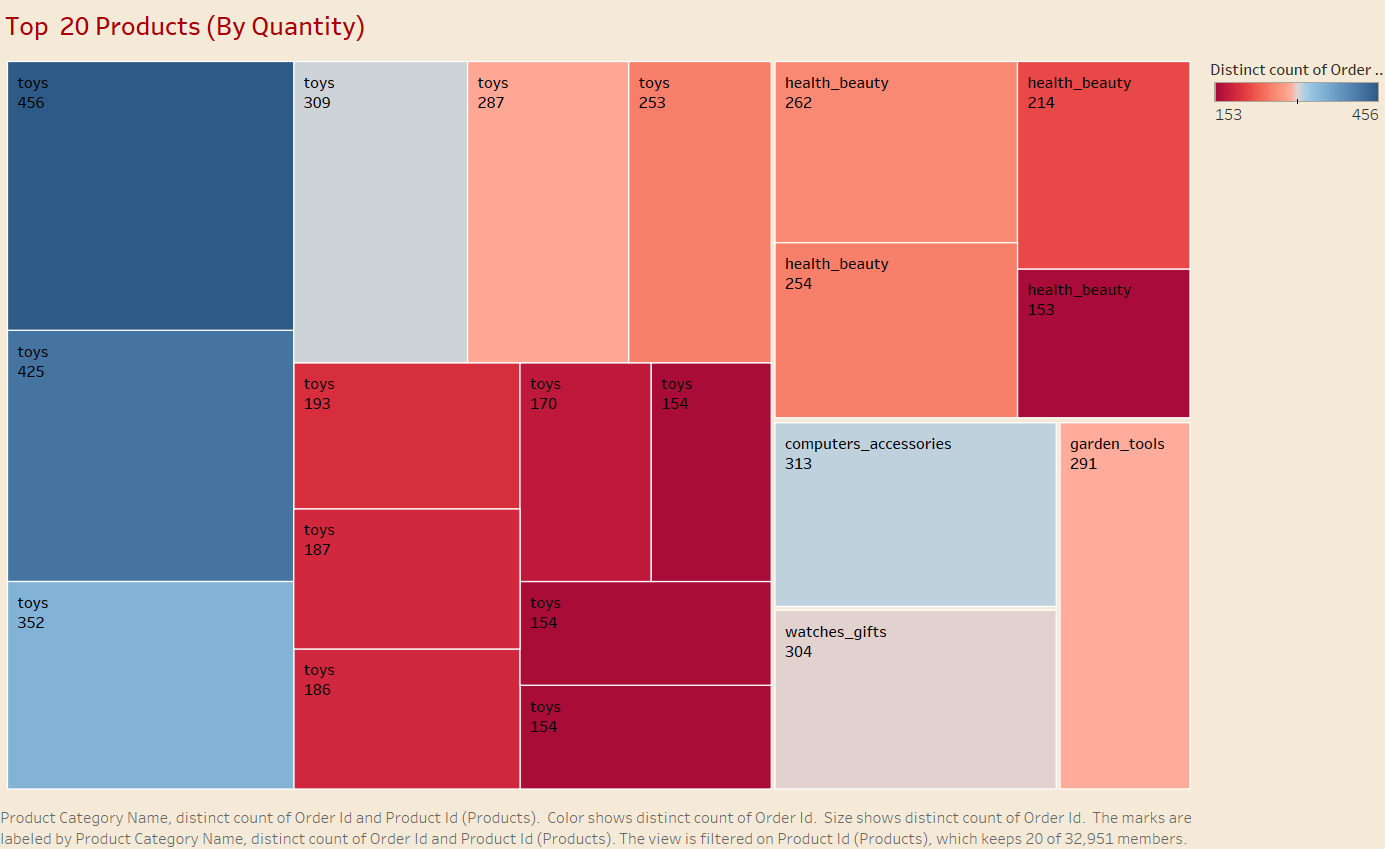 Top  20 Products (By Quantity)
toys
456
toys
425
toys
352
toys
309
toys
287
toys
253
toys
193
toys
187
toys
186
toys
170
toys
154
toys
154
toys
154
health_beauty
262
health_beauty
254
health_beauty
214
health_beauty
153
computers_accessories
313
watches_gifts
304
garden_tools
291
Distinct count of Order ..
153 456
Product Category Name, distinct count of Order Id and Product Id (Products).  Color shows distinct count of Order Id.  Size shows distinct count of Order Id.  The marks are
labeled by Product Category Name, distinct count of Order Id and Product Id (Products). The view is filtered on Product Id (Products), which keeps 20 of 32,951 members.